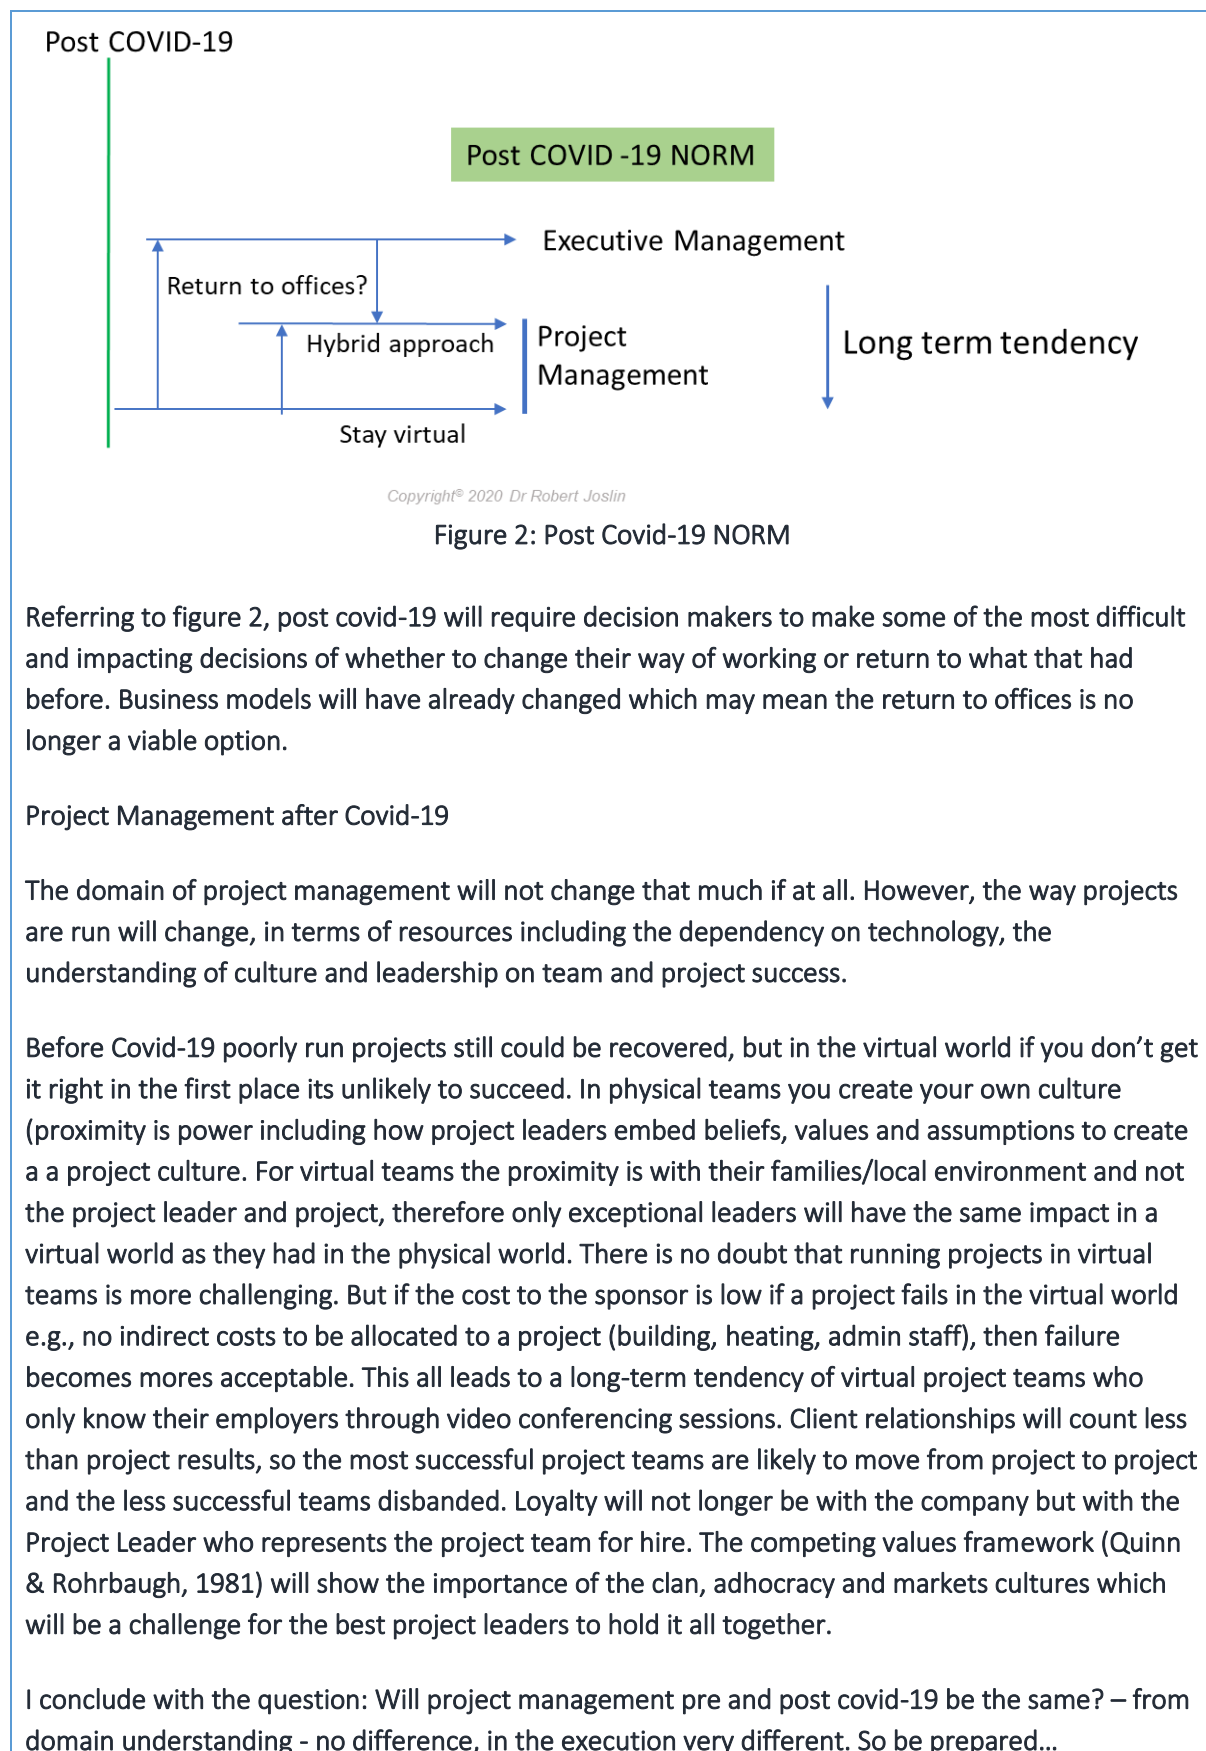 Post COVID-19
Post COVID -19 NORM
Executive Management
Return to offices?
Hybrid approach
Project
Management
Long term tendency
Stay virtual
Copyright© 2020 Dr Robert Joslin
Figure 2: Post Covid-19 NORM
Referring to figure 2, post covid-19 will require decision makers to make some of the most difficult
and impacting decisions of whether to change their way of working or return to what that had
before. Business models will have already changed which may mean the return to offices is no
longer a viable option.
Project Management after Covid-19
The domain of project management will not change that much if at all. However, the way projects
are run will change, in terms of resources including the dependency on technology, the
understanding of culture and leadership on team and project success.
Before Covid-19 poorly run projects still could be recovered, but in the virtual world if you don’t get
it right in the first place its unlikely to succeed. In physical teams you create your own culture
(proximity is power including how project leaders embed beliefs, values and assumptions to create
a a project culture. For virtual teams the proximity is with their families/local environment and not
the project leader and project, therefore only exceptional leaders will have the same impact in a
virtual world as they had in the physical world. There is no doubt that running projects in virtual
teams is more challenging. But if the cost to the sponsor is low if a project fails in the virtual world
e.g., no indirect costs to be allocated to a project (building, heating, admin staff), then failure
becomes mores acceptable. This all leads to a long-term tendency of virtual project teams who
only know their employers through video conferencing sessions. Client relationships will count less
than project results, so the most successful project teams are likely to move from project to project
and the less successful teams disbanded. Loyalty will not longer be with the company but with the
Project Leader who represents the project team for hire. The competing values framework (Quinn
& Rohrbaugh, 1981) will show the importance of the clan, adhocracy and markets cultures which
will be a challenge for the best project leaders to hold it all together.
I conclude with the question: Will project management pre and post covid-19 be the same? – from
domain understanding - no difference, in the execution very different. So be prepared…